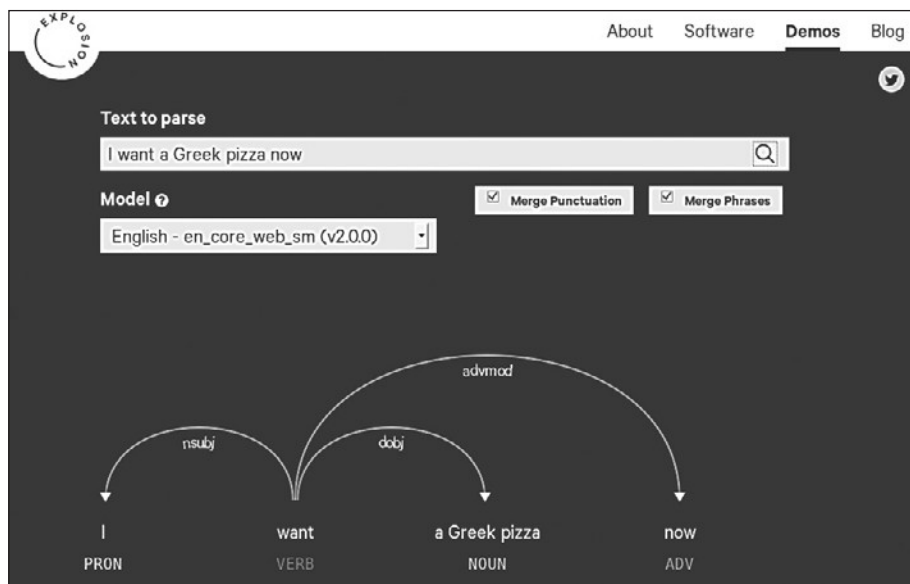 EXPLOSION
About Software Demos Blog
Text to parse
I want a Greek pizza now
Model ?
Merge Punctuation Merge Phrases
English - en_core_web_sm (v2.0.0)
advmod
nsubj dobj
I want a Greek pizza now
PRON VERB NOUN ADV